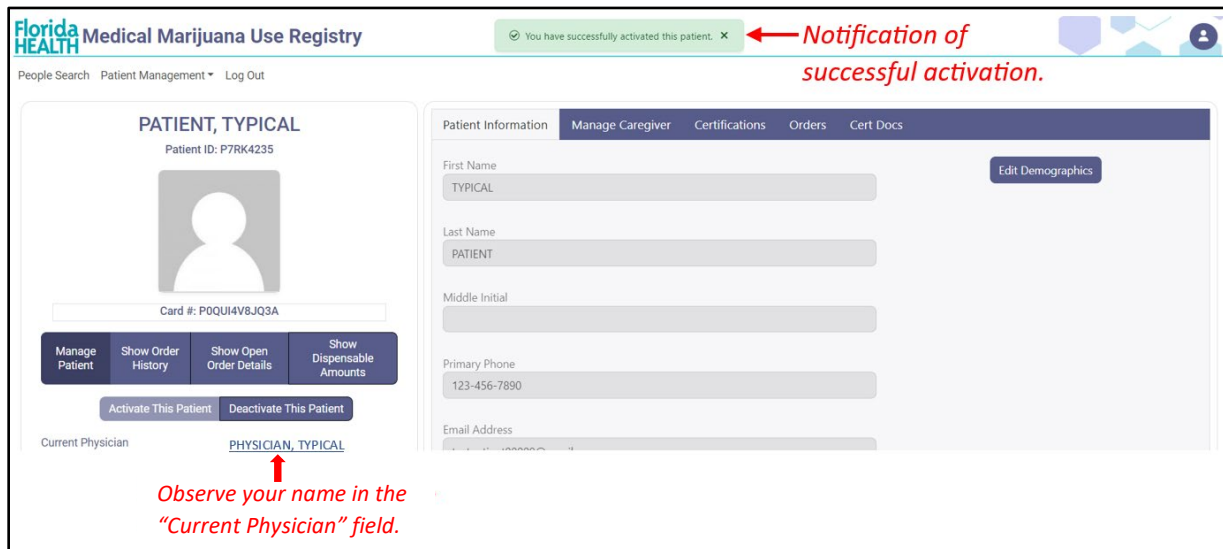 Florida
HEALTH
Medical Marijuana Use Registry
You have successfully activated this patient. ×
Notification of
successful activation.
People Search Patient Management Log Out
PATIENT, TYPICAL
Patient ID: P7RK4235
Card #: P0QUI4V8JQ3A
Manage Patient
Show Order History
Show Open Order Details
Show Dispensable Amounts
Activate This Patient Deactivate This Patient
Current Physician PHYSICIAN, TYPICAL
Observe your name in the
“Current Physician” field.
Patient Information Manage Caregiver Certifications Orders Cert Docs
First Name
TYPICAL
Edit Demographics
Last Name
PATIENT
Middle Initial
Primary Phone
123-456-7890
Email Address